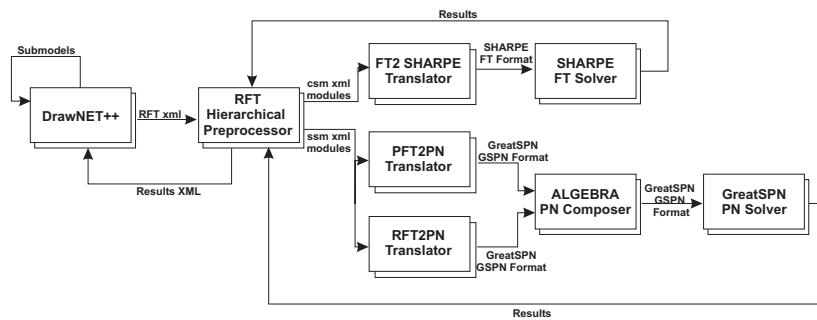 Results
Submodels
DrawNET++
RFT xml
RFT
Hierarchical
Preprocessor
csm xml
modules
ssm xml
modules
FT2 SHARPE
Translator
SHARPE
FT Format
SHARPE
FT Solver
PFT2PN
Translator
GreatSPN
GSPN Format
RFT2PN
Translator
GreatSPN
GSPN Format
ALGEBRA
PN Composer
GreatSPN
GSPN
Format
GreatSPN
PN Solver
Results XML
Results